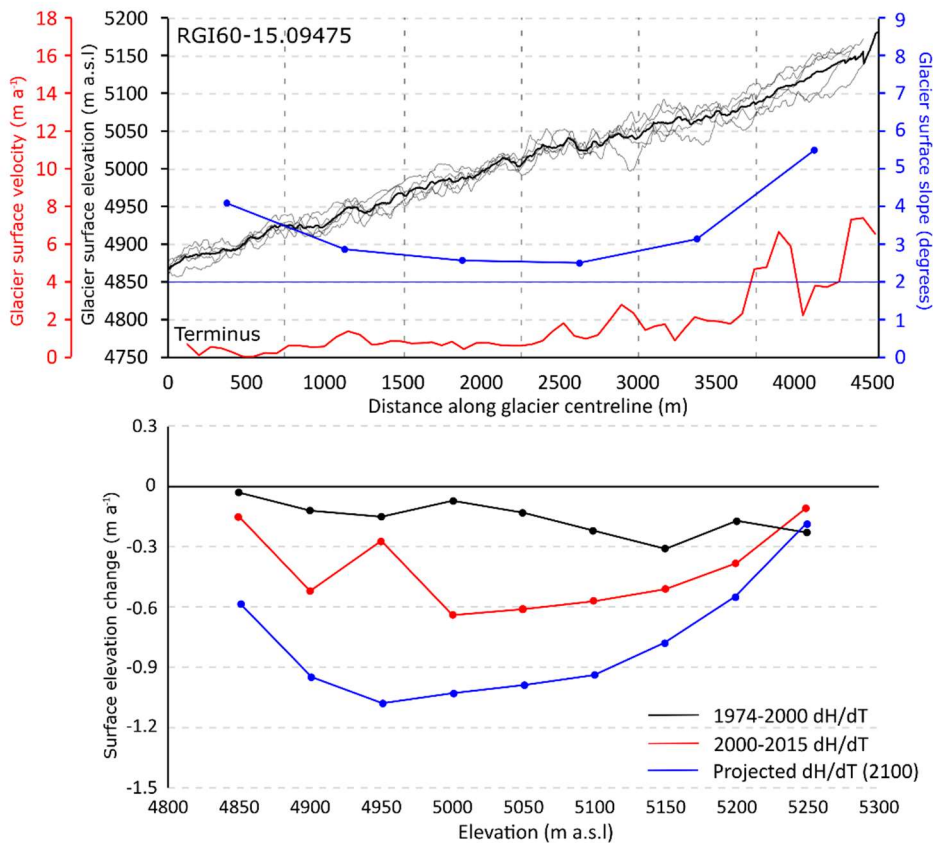 RGI60-15.09475
Terminus
Glacier surface velocity (m a⁻¹)
18
16
14
12
10
8
6
4
2
0
Glacier surface elevation (m a.s.l)
5200
5150
5100
5050
5000
4950
4900
4850
4800
4750
Glacier surface slope (degrees)
9
8
7
6
5
4
3
2
1
0
0 500 1000 1500 2000 2500 3000 3500 4000 4500
Distance along glacier centreline (m)
Surface elevation change (m a⁻¹)
0.3
0
-0.3
-0.6
-0.9
-1.2
-1.5
1974-2000 dH/dT
2000-2015 dH/dT
Projected dH/dT (2100)
4800 4850 4900 4950 5000 5050 5100 5150 5200 5250 5300
Elevation (m a.s.l)